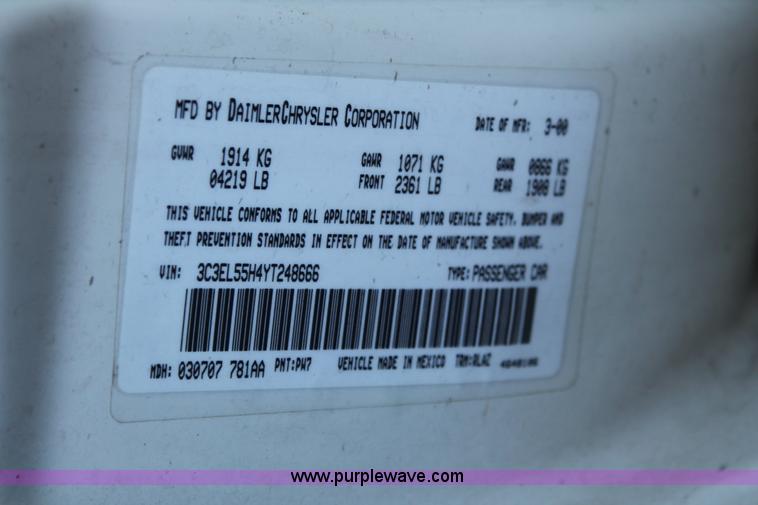 MFD BY DAIMLERCHRYSLER CORPORATION DATE OF MFR: 3-00
GVWR 1914 KG GAWR 1071 KG GAWR 0866 KG
04219 LB FRONT 2361 LB REAR 1908 LB
THIS VEHICLE CONFORMS TO ALL APPLICABLE FEDERAL MOTOR VEHICLE SAFETY, BUMPER AND
THEFT PREVENTION STANDARDS IN EFFECT ON THE DATE OF MANUFACTURE SHOWN ABOVE.
VIN: 3C3EL55H4YT248666 TYPE: PASSENGER CAR
MDH: 030707 781AA PNT:PW7 VEHICLE MADE IN MEXICO TRM:RLAZ
www.purplewave.com